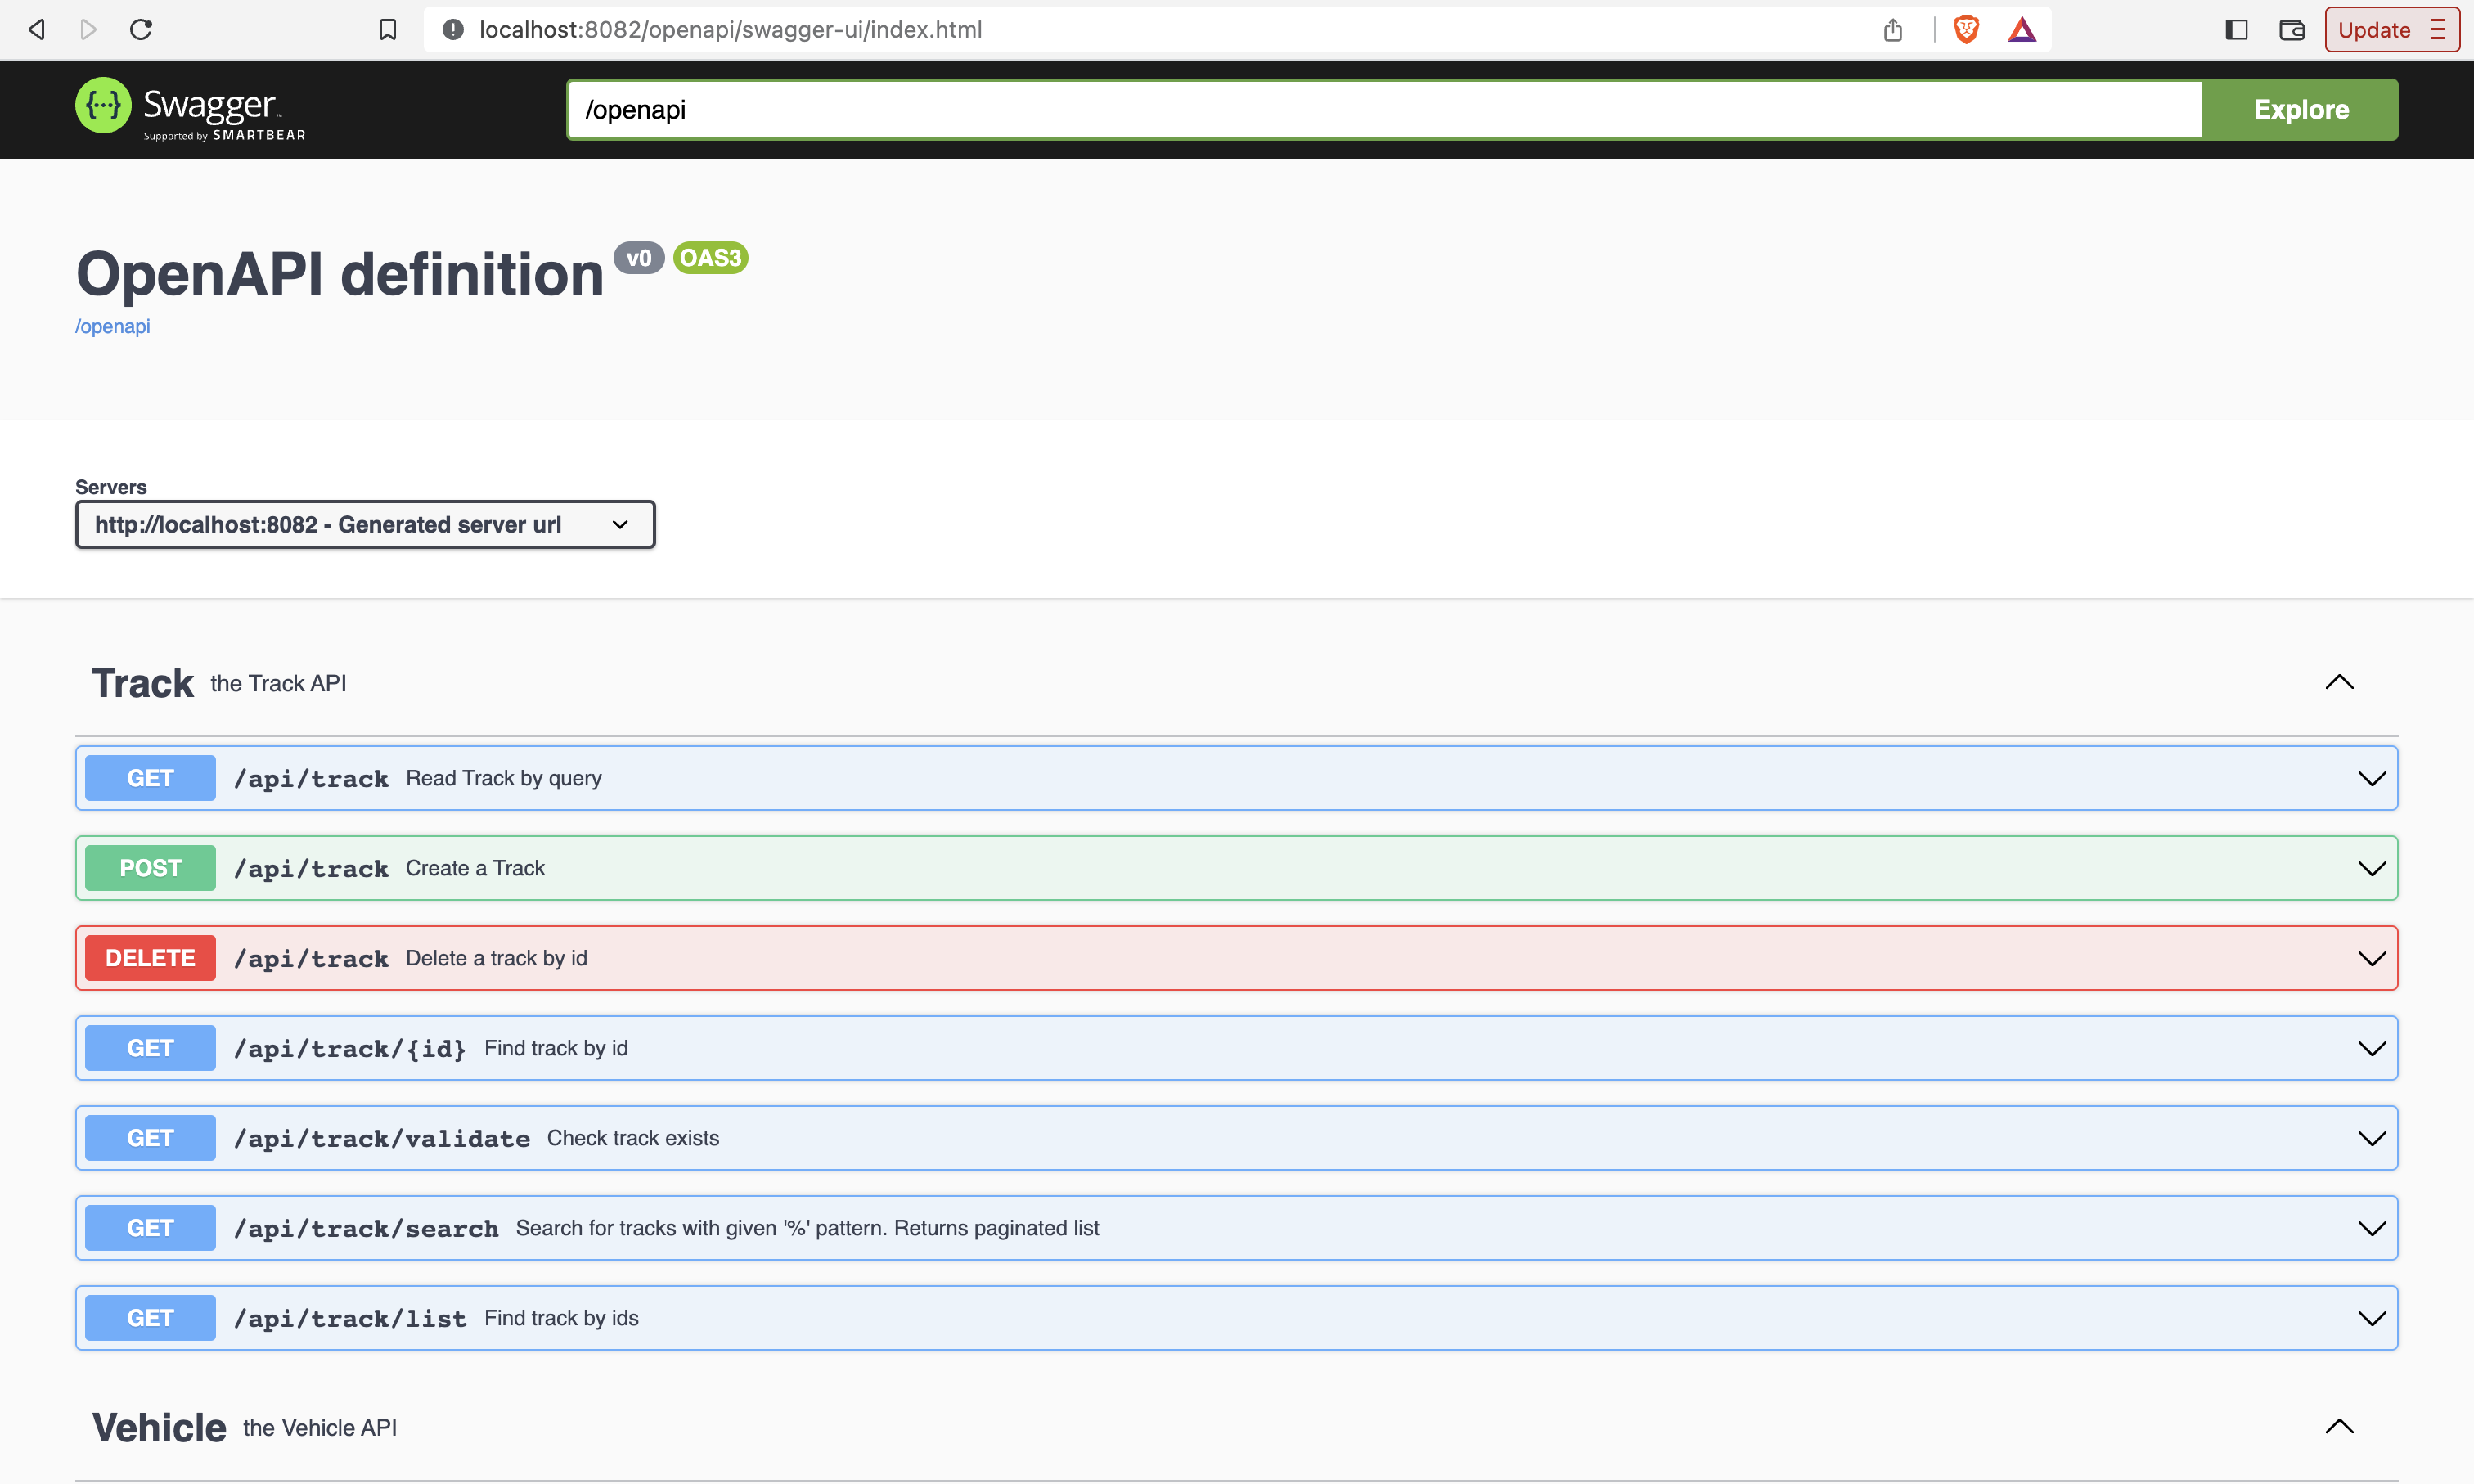 localhost:8082/openapi/swagger-ui/index.html
Update
{···} Swagger™
Supported by SMARTBEAR
/openapi
Explore
OpenAPI definition v0 OAS3
/openapi
Servers
http://localhost:8082 - Generated server url
Track the Track API
GET /api/track Read Track by query
POST /api/track Create a Track
DELETE /api/track Delete a track by id
GET /api/track/{id} Find track by id
GET /api/track/validate Check track exists
GET /api/track/search Search for tracks with given '%' pattern. Returns paginated list
GET /api/track/list Find track by ids
Vehicle the Vehicle API